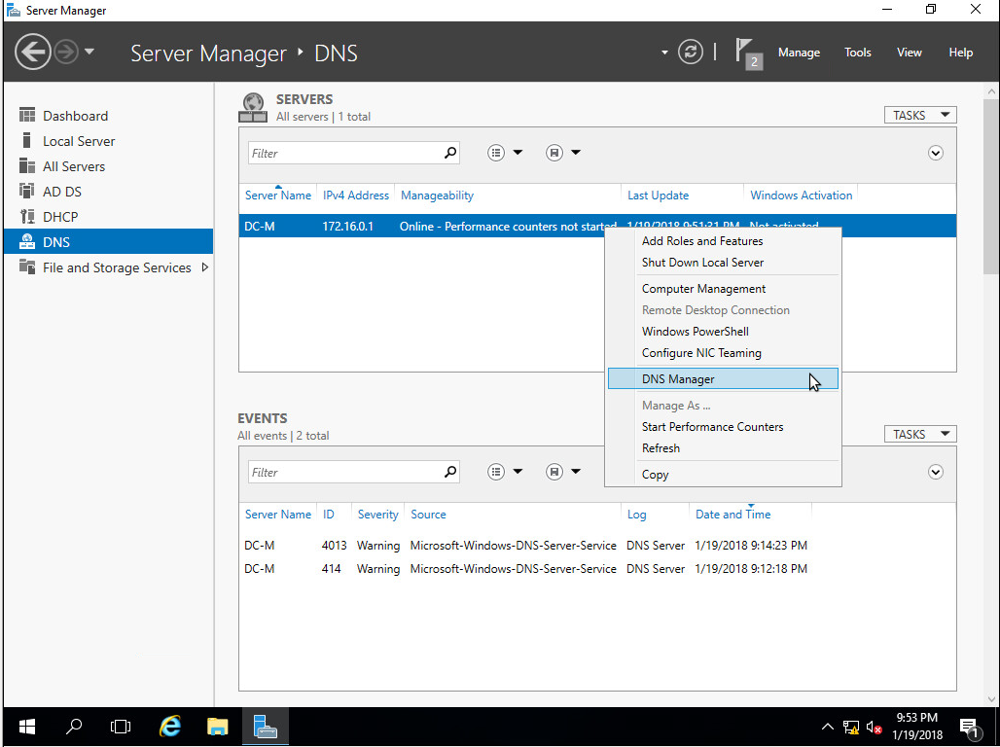 Server Manager
Server Manager ‣ DNS
2
Manage
Tools
View
Help
Dashboard
Local Server
All Servers
AD DS
DHCP
DNS
File and Storage Services
SERVERS
All servers | 1 total
TASKS
Filter
Server Name IPv4 Address Manageability Last Update Windows Activation
DC-M 172.16.0.1 Online - Performance counters not started 1/19/2018 9:51:31 PM Not activated
Add Roles and Features
Shut Down Local Server
Computer Management
Remote Desktop Connection
Windows PowerShell
Configure NIC Teaming
DNS Manager
Manage As ...
Start Performance Counters
Refresh
Copy
EVENTS
All events | 2 total
TASKS
Filter
Server Name ID Severity Source Log Date and Time
DC-M 4013 Warning Microsoft-Windows-DNS-Server-Service DNS Server 1/19/2018 9:14:23 PM
DC-M 414 Warning Microsoft-Windows-DNS-Server-Service DNS Server 1/19/2018 9:12:18 PM
9:53 PM
1/19/2018
1